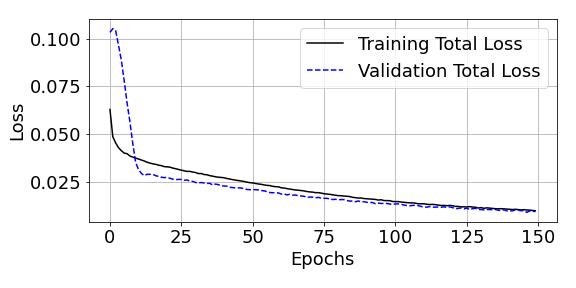 0.100
0.075
0.050
0.025
Loss
Training Total Loss
Validation Total Loss
0 25 50 75 100 125 150
Epochs